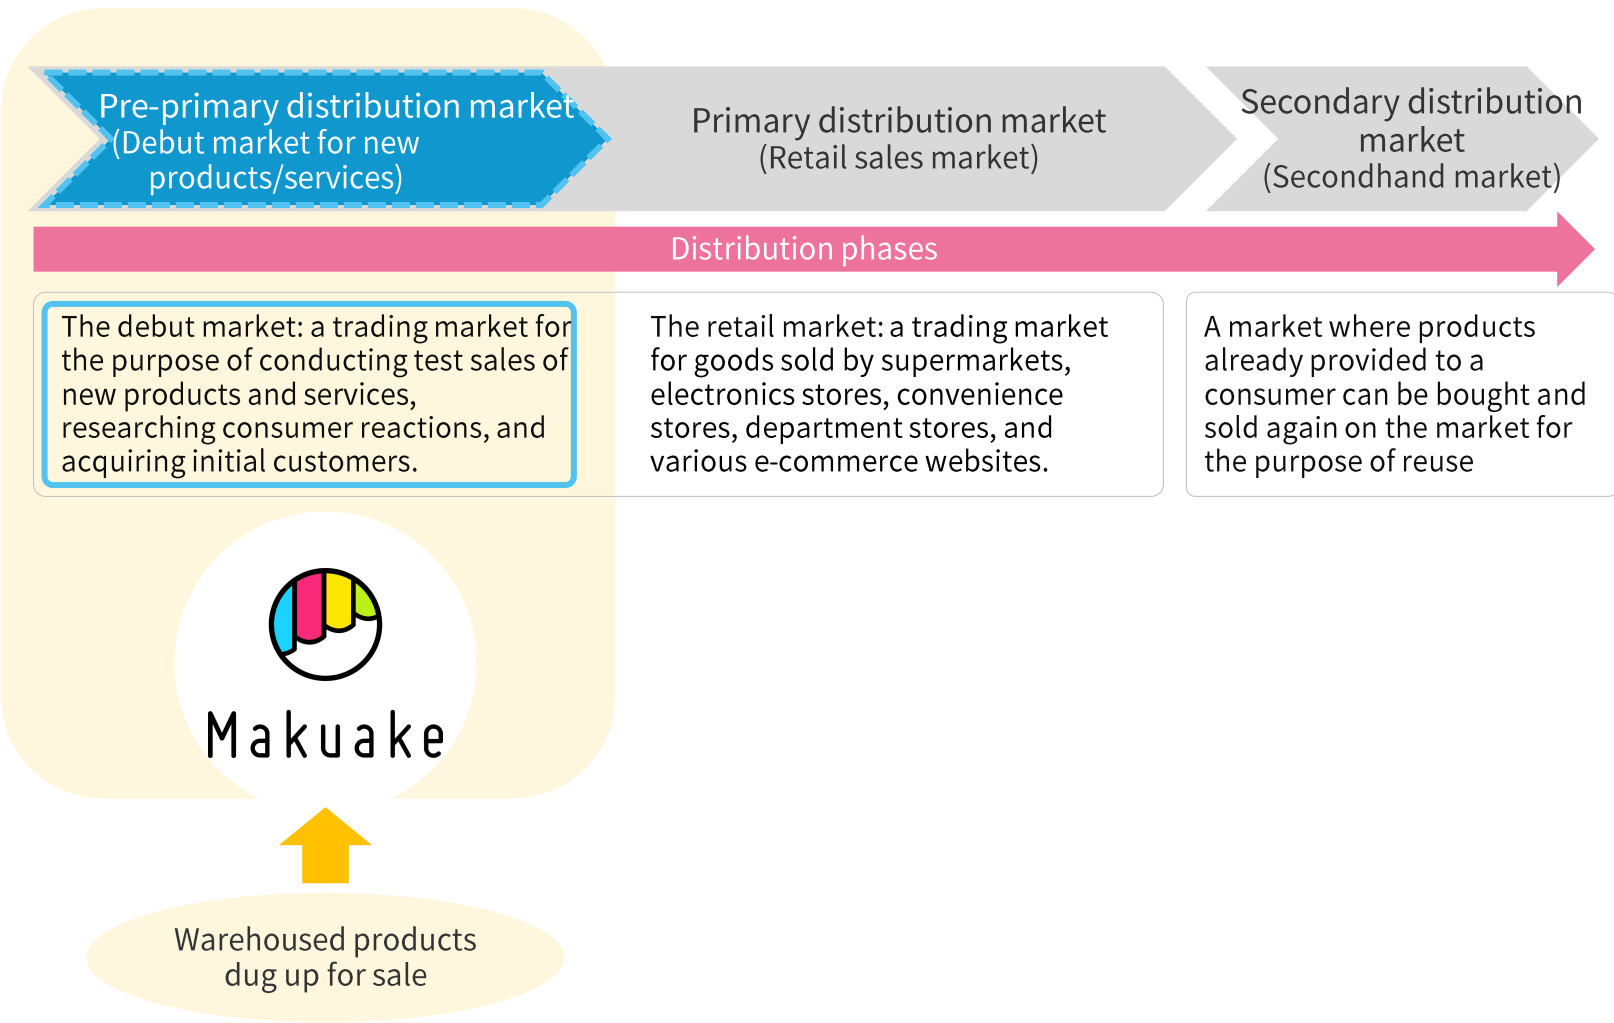 Pre-primary distribution market
(Debut market for new
products/services)
Primary distribution market
(Retail sales market)
Secondary distribution
market
(Secondhand market)
Distribution phases
The debut market: a trading market for
the purpose of conducting test sales of
new products and services,
researching consumer reactions, and
acquiring initial customers.
The retail market: a trading market
for goods sold by supermarkets,
electronics stores, convenience
stores, department stores, and
various e-commerce websites.
A market where products
already provided to a
consumer can be bought and
sold again on the market for
the purpose of reuse
Makuake
Warehoused products
dug up for sale